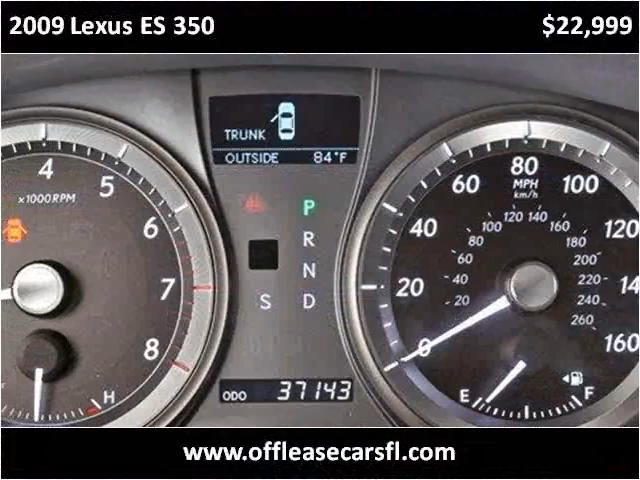 2009 Lexus ES 350
$22,999
TRUNK
OUTSIDE 84°F
4
5
6
7
8
x1000RPM
H
P
R
N
D
S
ODO 37143
0
20
40
60
80
100
120
14
160
MPH
km/h
20
40
60
80
100
120
140
160
180
200
220
240
260
E
F
www.offleasecarsfl.com